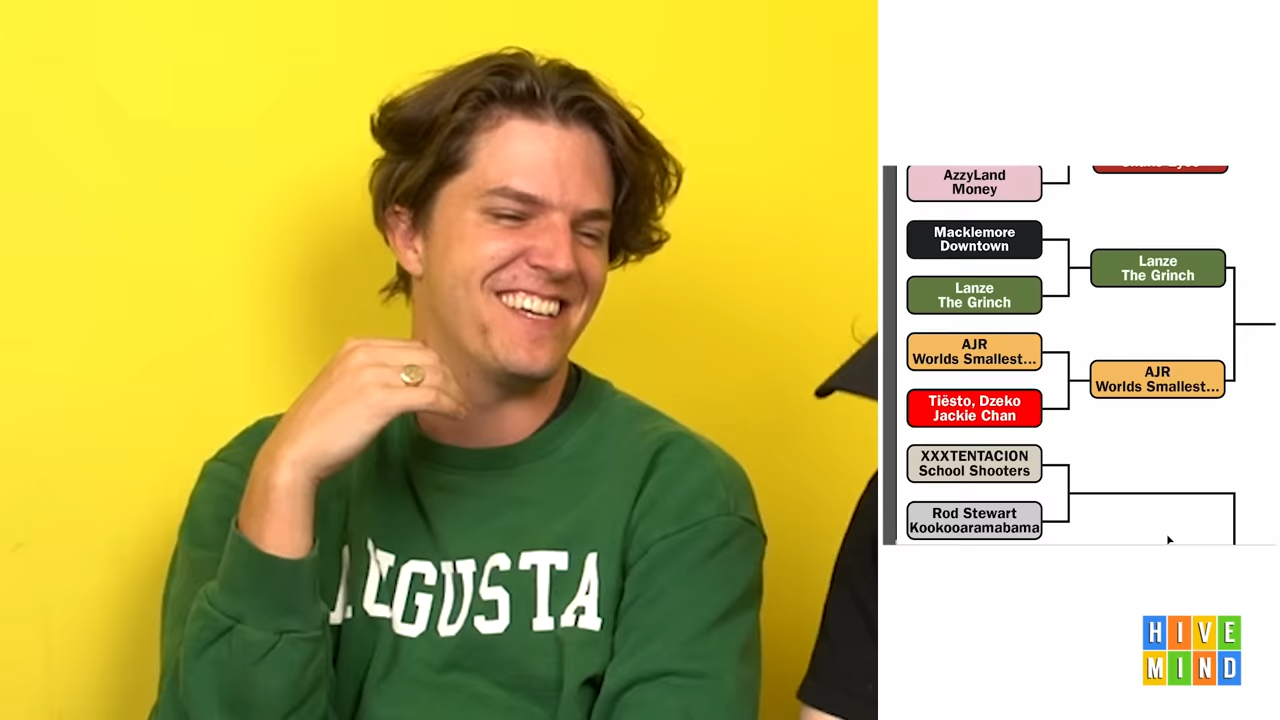 AUGUSTA
AzzyLand
Money
Macklemore
Downtown
Lanze
The Grinch
AJR
Worlds Smallest...
Tiësto, Dzeko
Jackie Chan
XXXTENTACION
School Shooters
Rod Stewart
Kookooaramabama
Lanze
The Grinch
AJR
Worlds Smallest...
HIVE
MIND